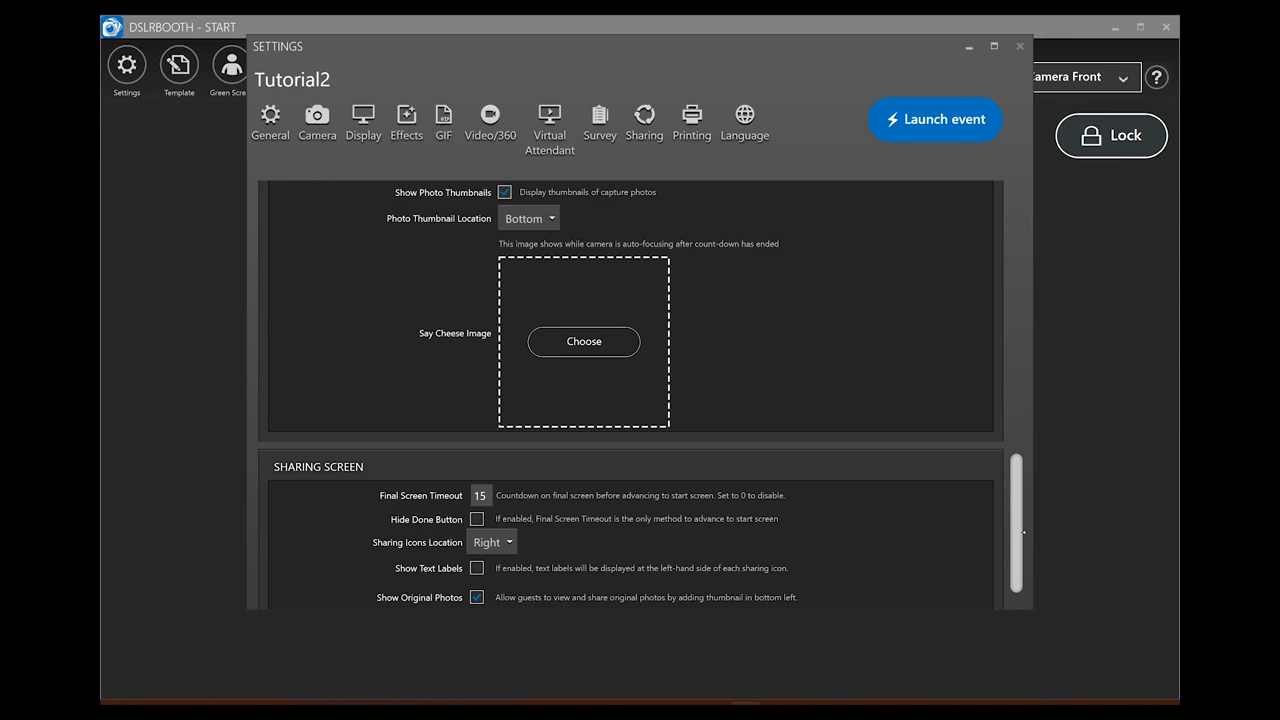 DSLRBOOTH - START
SETTINGS
Tutorial2
Settings
Template
Green Scre
amera Front
?
General
Camera
Display
Effects
GIF
Video/360
Virtual
Attendant
Survey
Sharing
Printing
Language
Launch event
Lock
Show Photo Thumbnails Display thumbnails of capture photos
Photo Thumbnail Location Bottom
This image shows while camera is auto-focusing after count-down has ended
Say Cheese Image Choose
SHARING SCREEN
Final Screen Timeout 15 Countdown on final screen before advancing to start screen. Set to 0 to disable.
Hide Done Button If enabled, Final Screen Timeout is the only method to advance to start screen
Sharing Icons Location Right
Show Text Labels If enabled, text labels will be displayed at the left-hand side of each sharing icon.
Show Original Photos Allow guests to view and share original photos by adding thumbnail in bottom left.